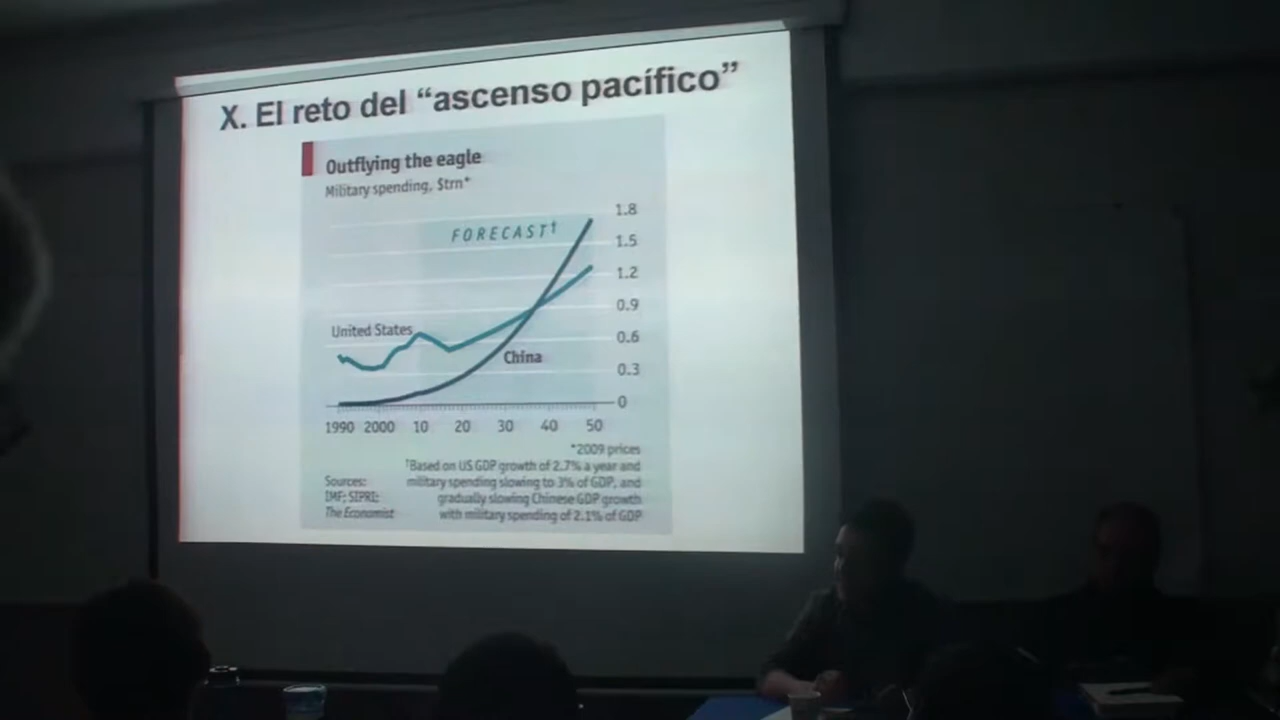 X. El reto del “ascenso pacífico”
Outflying the eagle
Military spending, $trn*
1.8
FORECAST†
1.5
1.2
0.9
United States
0.6
China
0.3
0
1990 2000 10 20 30 40 50
*2009 prices
†Based on US GDP growth of 2.7% a year and
military spending slowing to 3% of GDP, and
gradually slowing Chinese GDP growth
with military spending of 2.1% of GDP
Sources:
IMF; SIPRI;
The Economist